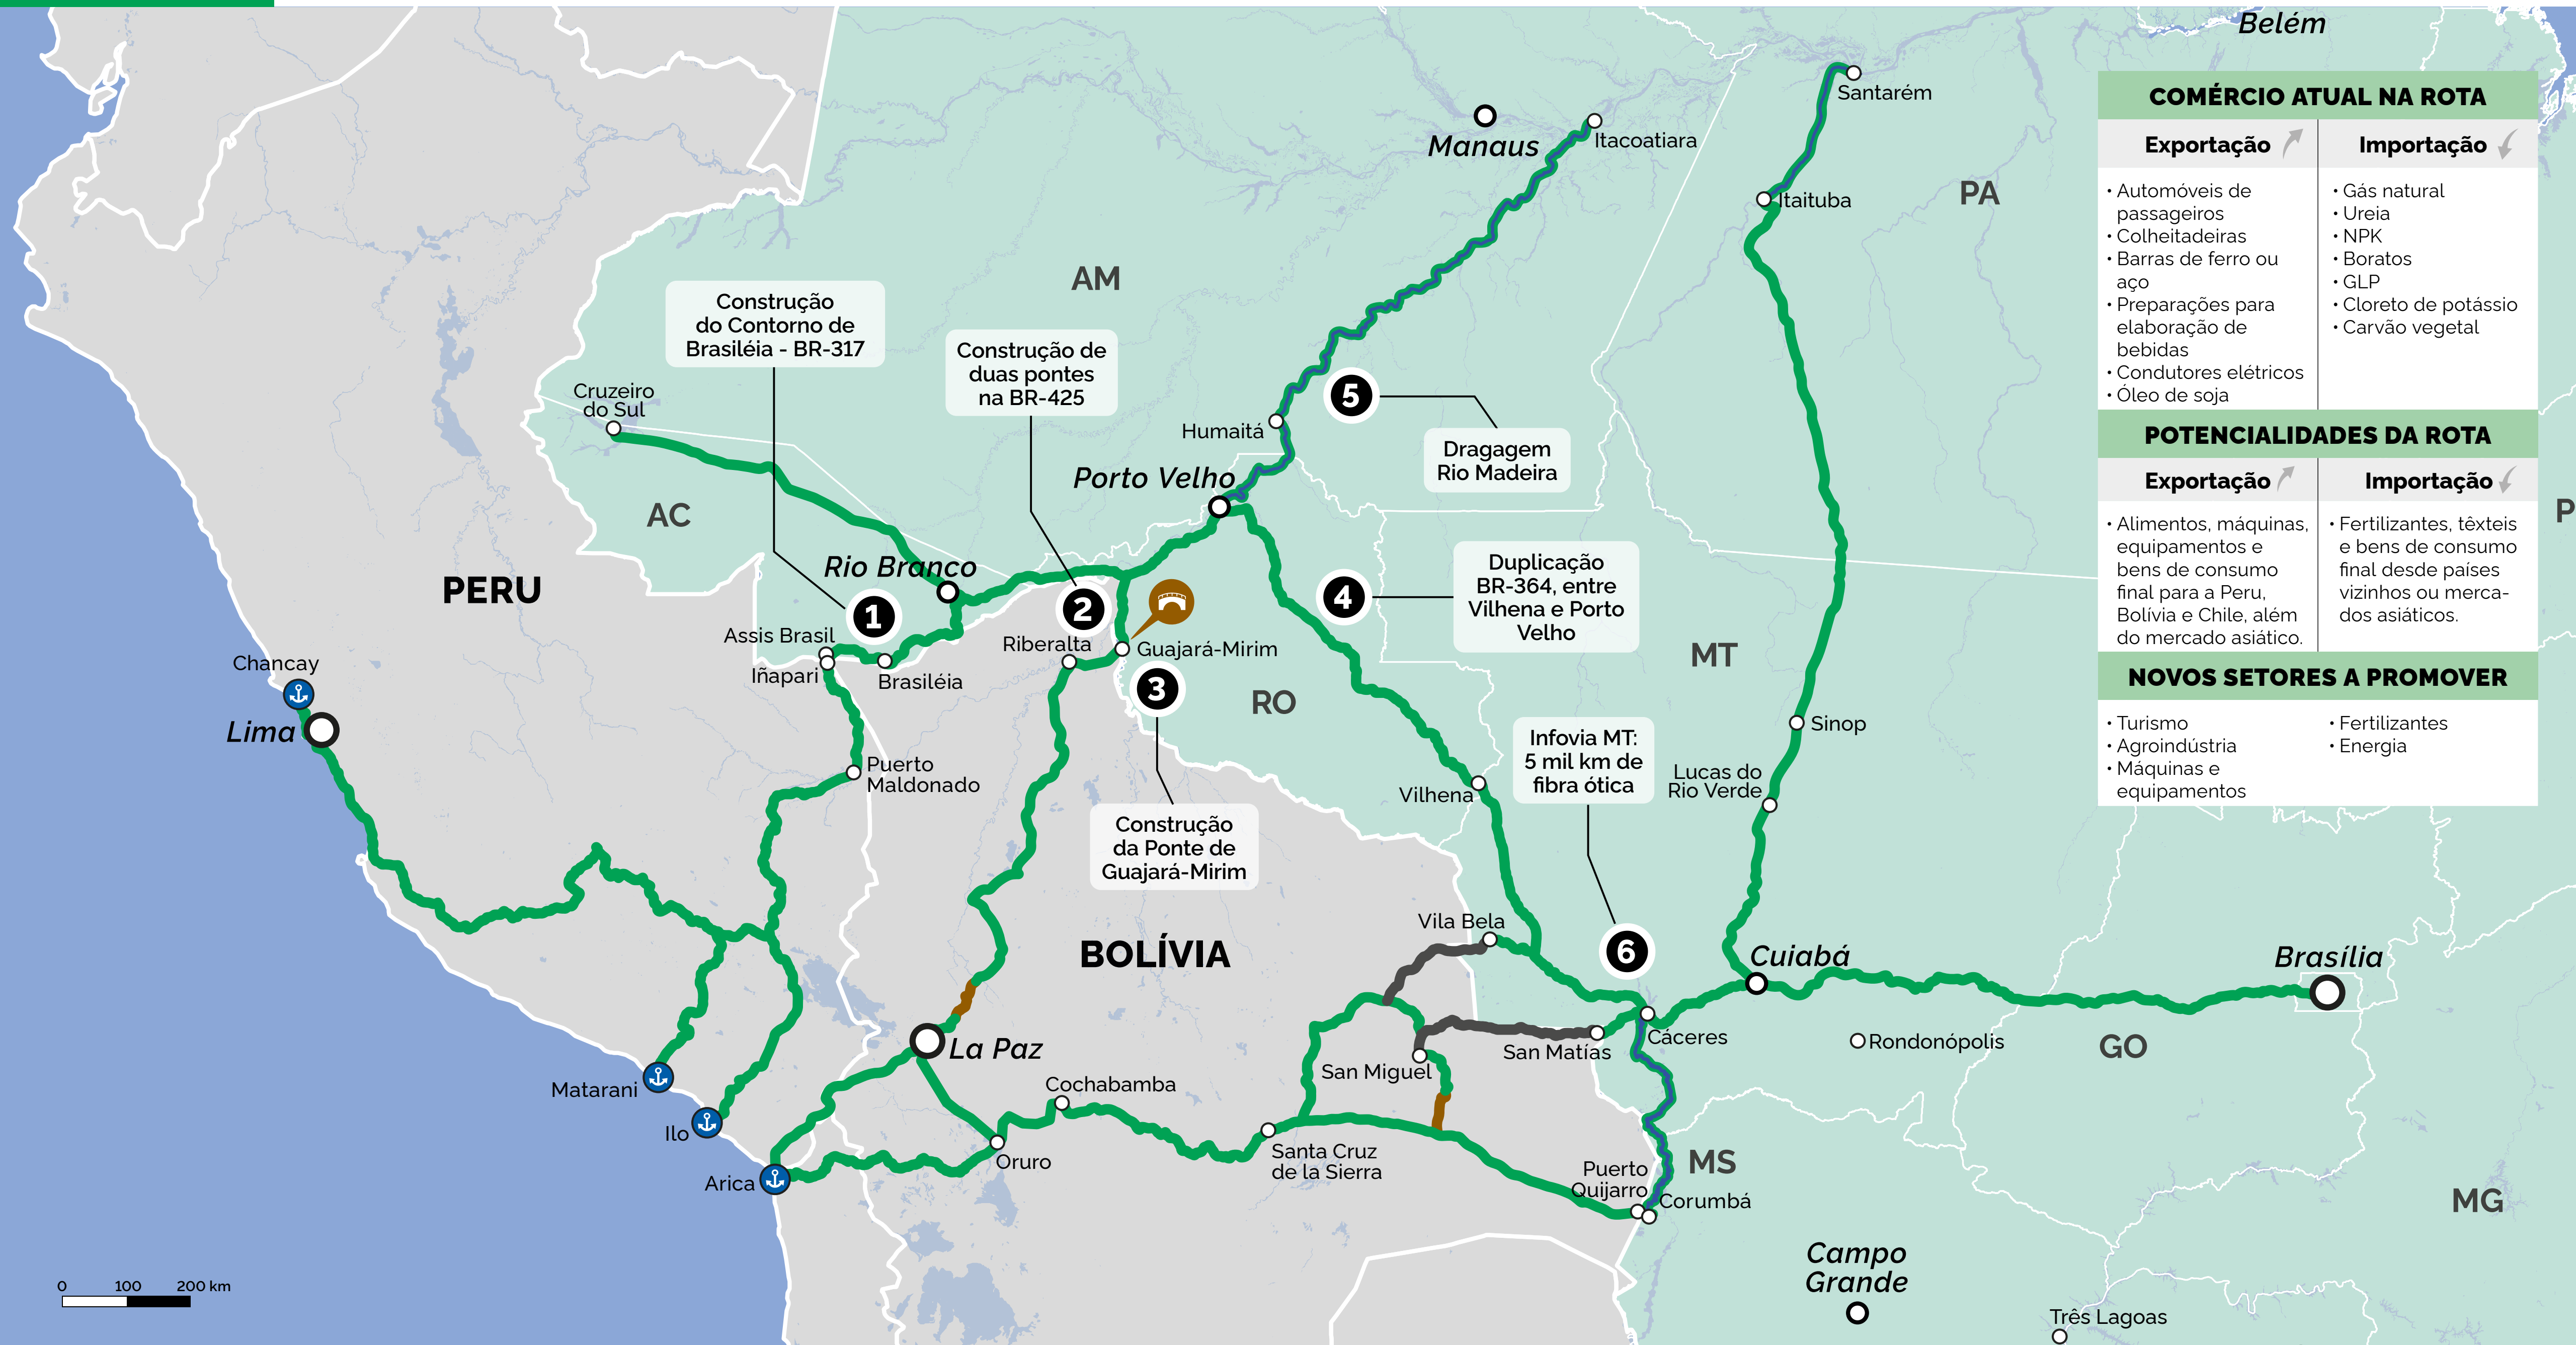 Belém
Santarém
Manaus
Itacoatiara
Itaituba
PA
AM
COMÉRCIO ATUAL NA ROTA
Exportação
Importação
• Automóveis de
passageiros
• Colheitadeiras
• Barras de ferro ou
aço
• Preparações para
elaboração de
bebidas
• Condutores elétricos
• Óleo de soja
• Gás natural
• Ureia
• NPK
• Boratos
• GLP
• Cloreto de potássio
• Carvão vegetal
POTENCIALIDADES DA ROTA
Exportação
Importação
• Alimentos, máquinas,
equipamentos e
bens de consumo
final para a Peru,
Bolívia e Chile, além
do mercado asiático.
• Fertilizantes, têxteis
e bens de consumo
final desde países
vizinhos ou merca-
dos asiáticos.
NOVOS SETORES A PROMOVER
• Turismo
• Agroindústria
• Máquinas e
equipamentos
• Fertilizantes
• Energia
Construção
do Contorno de
Brasiléia - BR-317
Construção de
duas pontes
na BR-425
Cruzeiro
do Sul
5
Humaitá
Dragagem
Rio Madeira
Porto Velho
AC
P
Rio Branco
PERU
1
2
4
Duplicação
BR-364, entre
Vilhena e Porto
Velho
Assis Brasil
Iñapari
Brasiléia
Riberalta
Guajará-Mirim
3
RO
MT
Chancay
Lima
Puerto
Maldonado
Sinop
Infovia MT:
5 mil km de
fibra ótica
Lucas do
Rio Verde
Vilhena
Construção
da Ponte de
Guajará-Mirim
Vila Bela
BOLÍVIA
6
Cuiabá
Brasília
La Paz
San Matías
Cáceres
Rondonópolis
GO
San Miguel
Matarani
Cochabamba
Ilo
Oruro
Santa Cruz
de la Sierra
Arica
Puerto
Quijarro
Corumbá
MS
MG
Campo
Grande
0 100 200 km
Três Lagoas